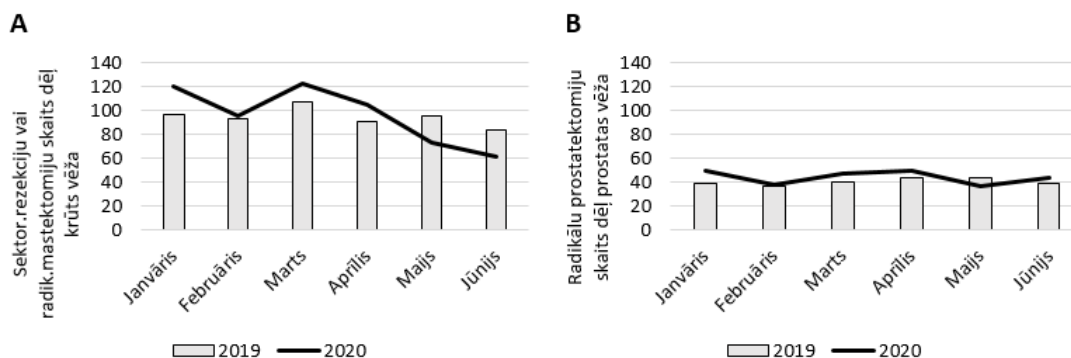 A
Sektor.rezekciju vai
radik.mastektomiju skaits dēļ
krūts vēža
140
120
100
80
60
40
20
0
Janvāris
Februāris
Marts
Aprīlis
Maijs
Jūnijs
2019
2020
B
Radikālu prostatektomiju
skaits dēļ prostatas vēža
140
120
100
80
60
40
20
0
Janvāris
Februāris
Marts
Aprīlis
Maijs
Jūnijs
2019
2020